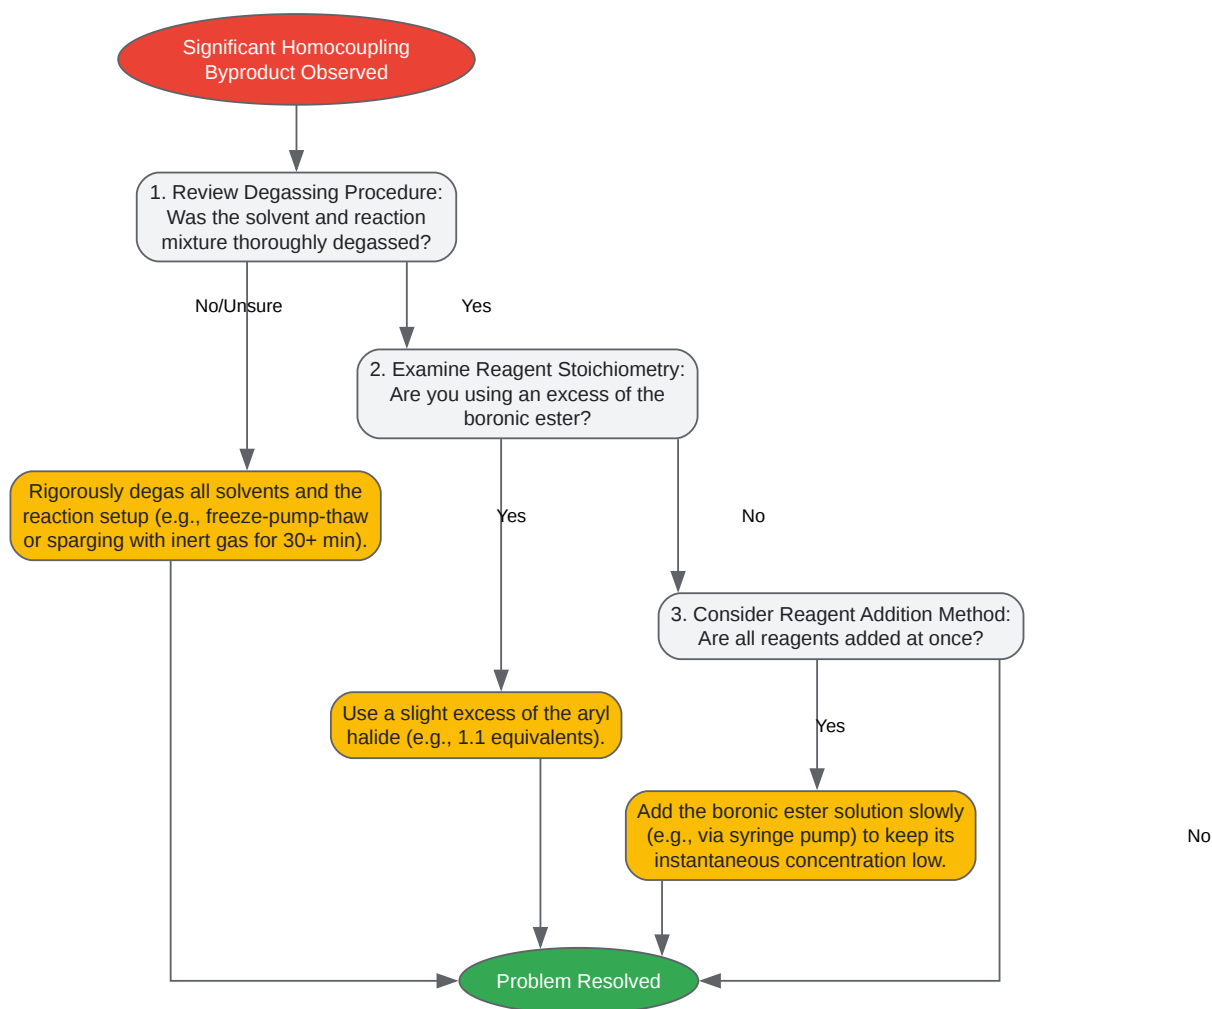 Significant Homocoupling
Byproduct Observed
1. Review Degassing Procedure:
Was the solvent and reaction
mixture thoroughly degassed?
No/Unsure
Yes
2. Examine Reagent Stoichiometry:
Are you using an excess of the
boronic ester?
Rigorously degas all solvents and the
reaction setup (e.g., freeze-pump-thaw
or sparging with inert gas for 30+ min).
Yes
No
3. Consider Reagent Addition Method:
Are all reagents added at once?
Use a slight excess of the aryl
halide (e.g., 1.1 equivalents).
Yes
Add the boronic ester solution slowly
(e.g., via syringe pump) to keep its
instantaneous concentration low.
No
Problem Resolved